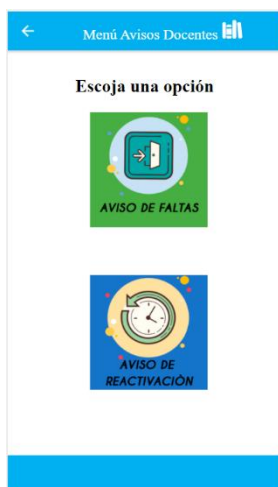 Menú Avisos Docentes
Escoja una opción
AVISO DE FALTAS
AVISO DE
REACTIVACIÓN